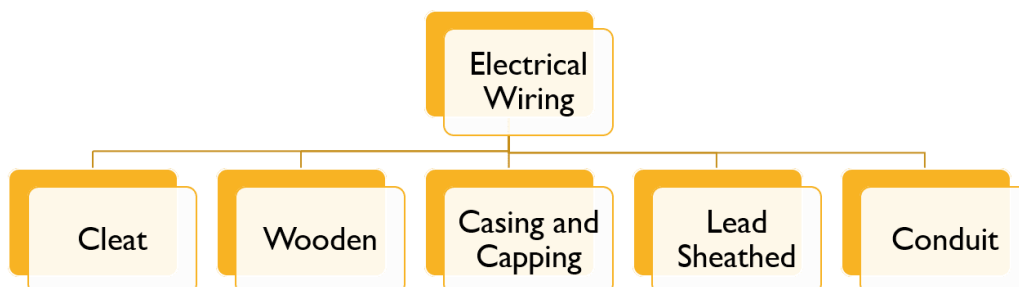 Electrical
Wiring
Cleat
Wooden
Casing and
Capping
Lead
Sheathed
Conduit